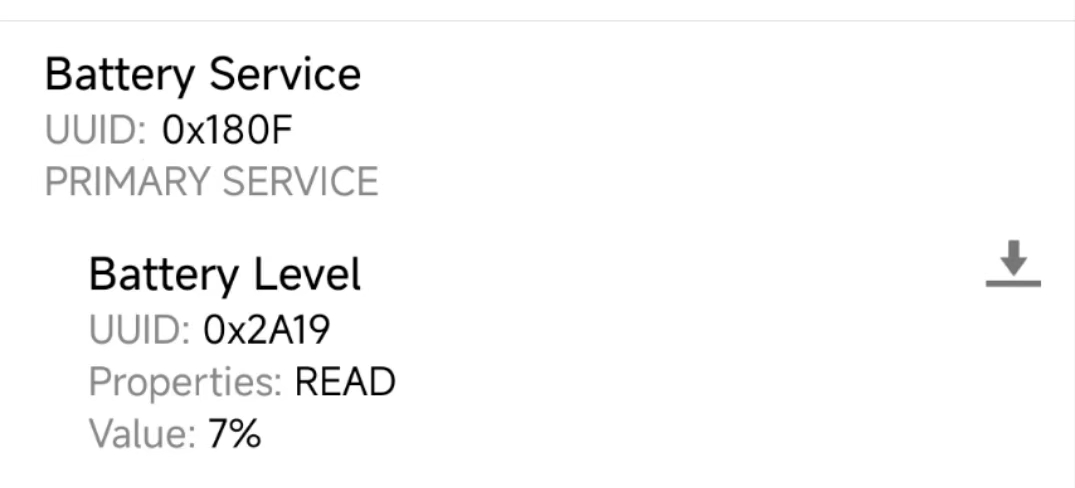 Battery Service
UUID: 0x180F
PRIMARY SERVICE
Battery Level
UUID: 0x2A19
Properties: READ
Value: 7%